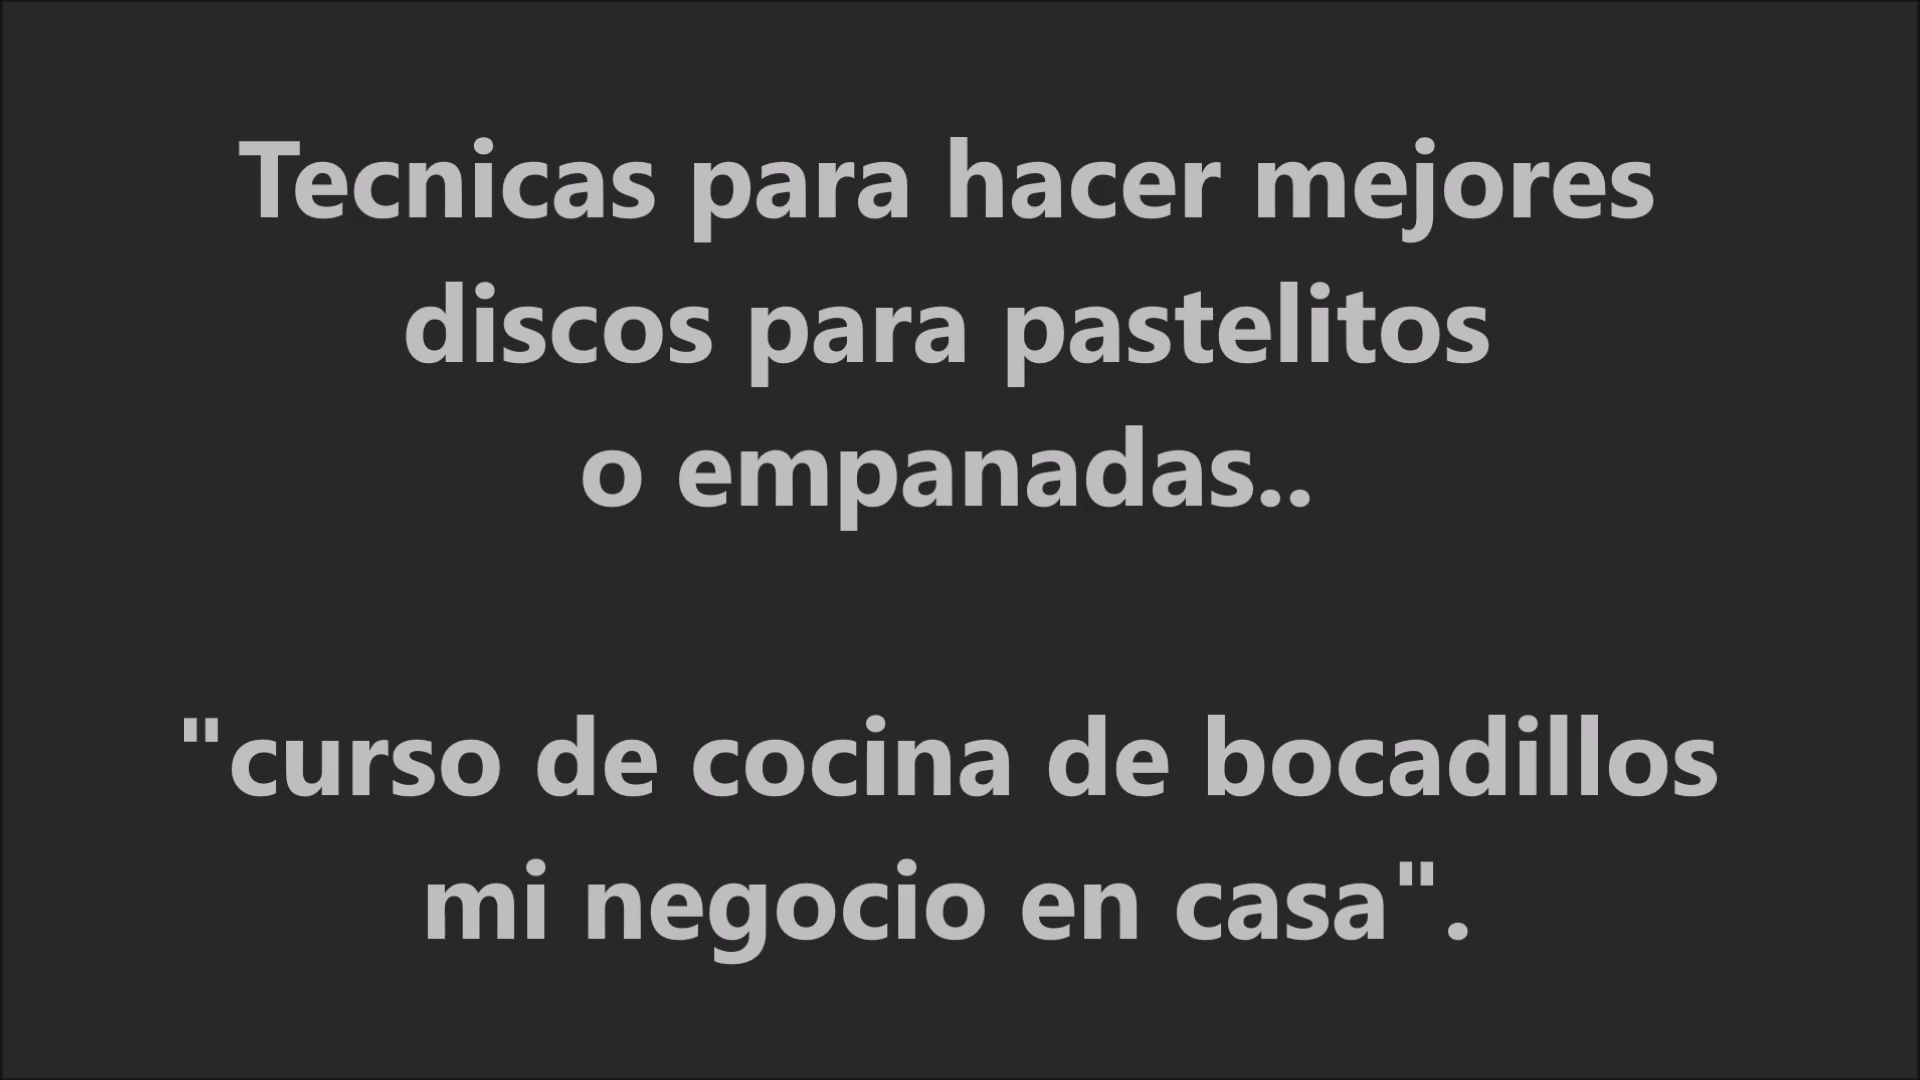 Tecnicas para hacer mejores
discos para pastelitos
o empanadas..
"curso de cocina de bocadillos
mi negocio en casa".